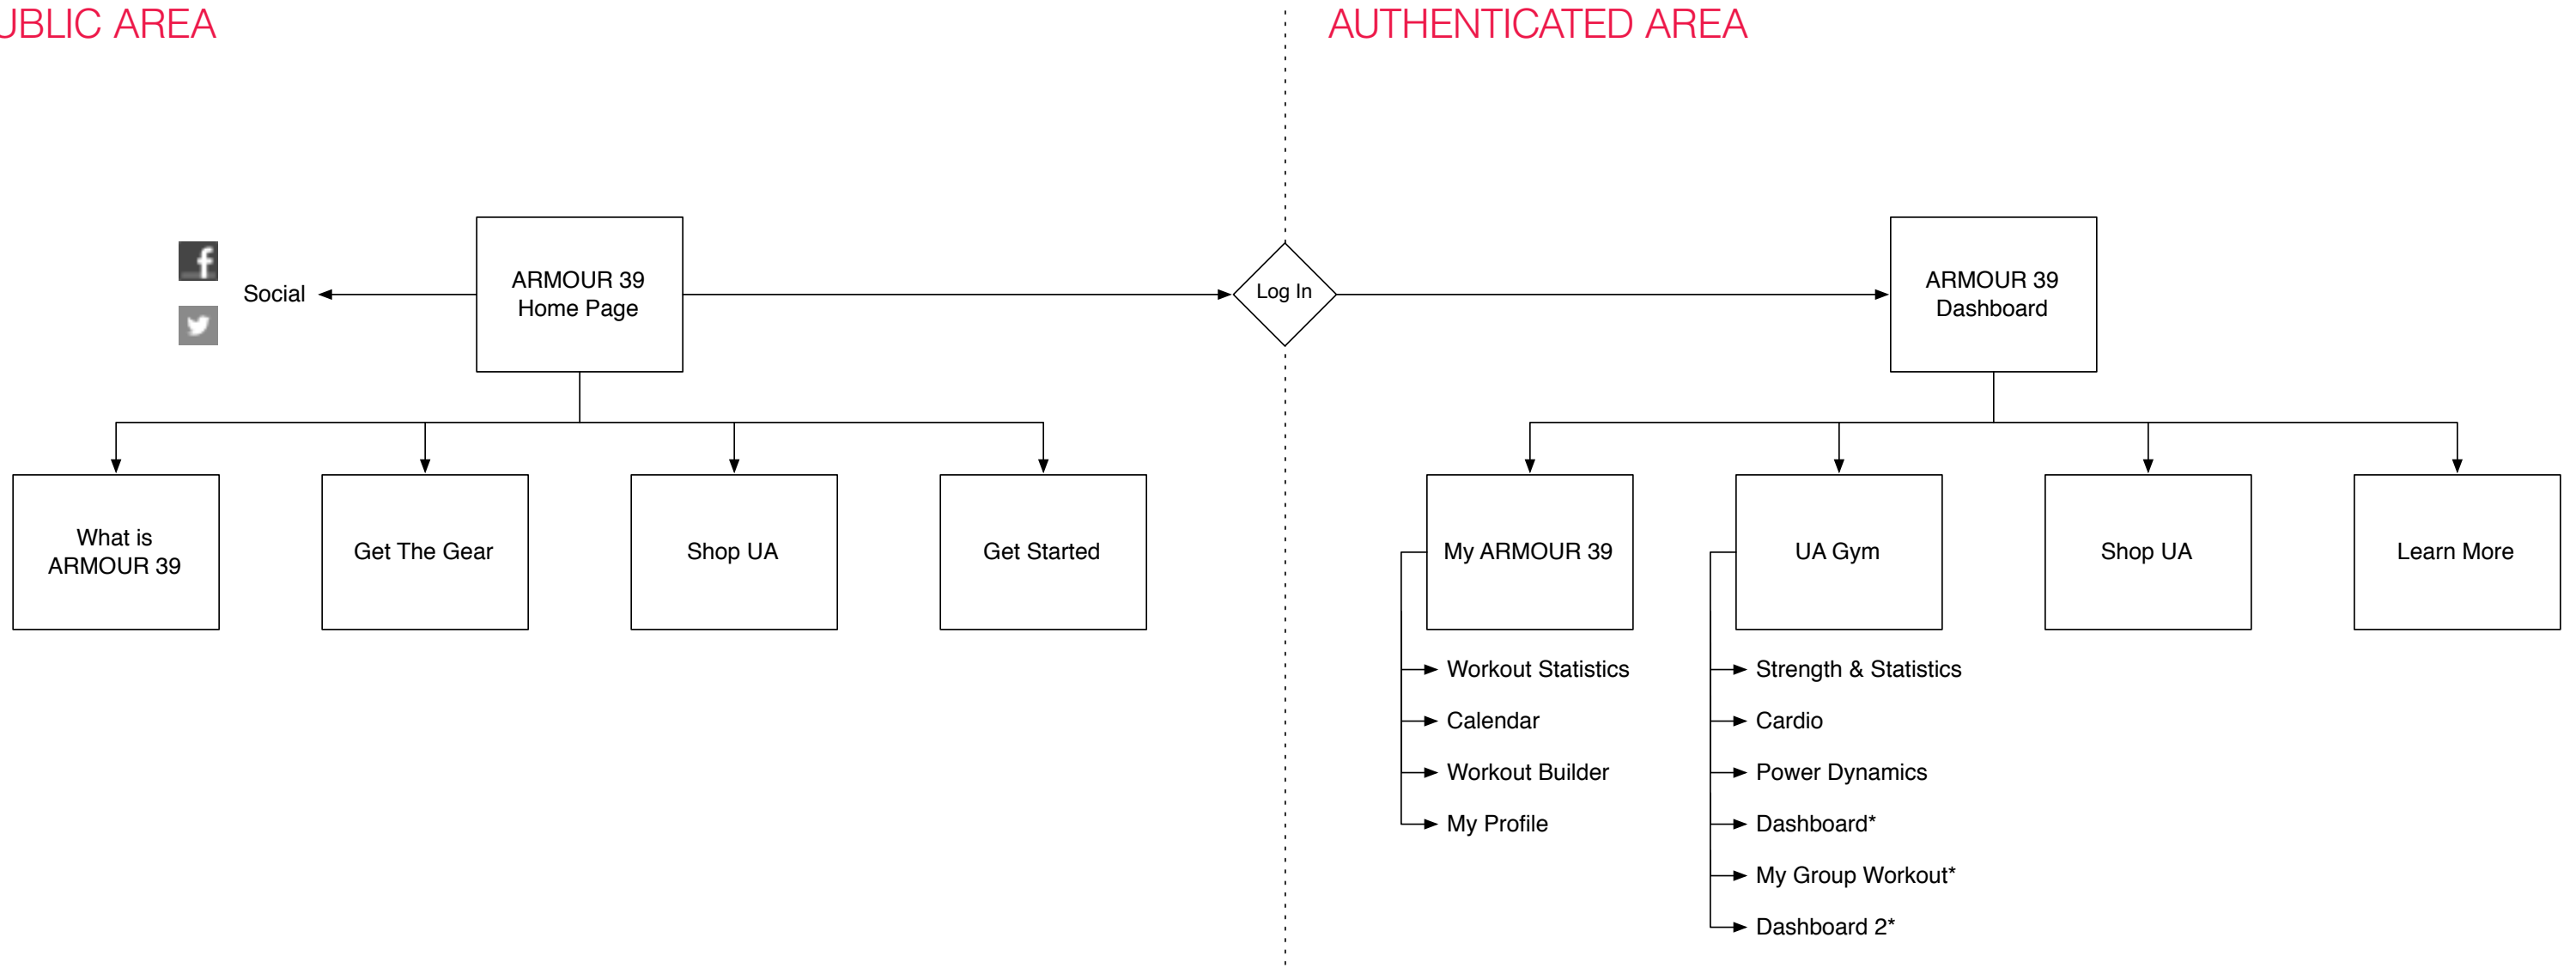 UBLIC AREA
AUTHENTICATED AREA
Social
ARMOUR 39
Home Page
Log In
ARMOUR 39
Dashboard
What is
ARMOUR 39
Get The Gear
Shop UA
Get Started
My ARMOUR 39
UA Gym
Shop UA
Learn More
Workout Statistics
Calendar
Workout Builder
My Profile
Strength & Statistics
Cardio
Power Dynamics
Dashboard*
My Group Workout*
Dashboard 2*